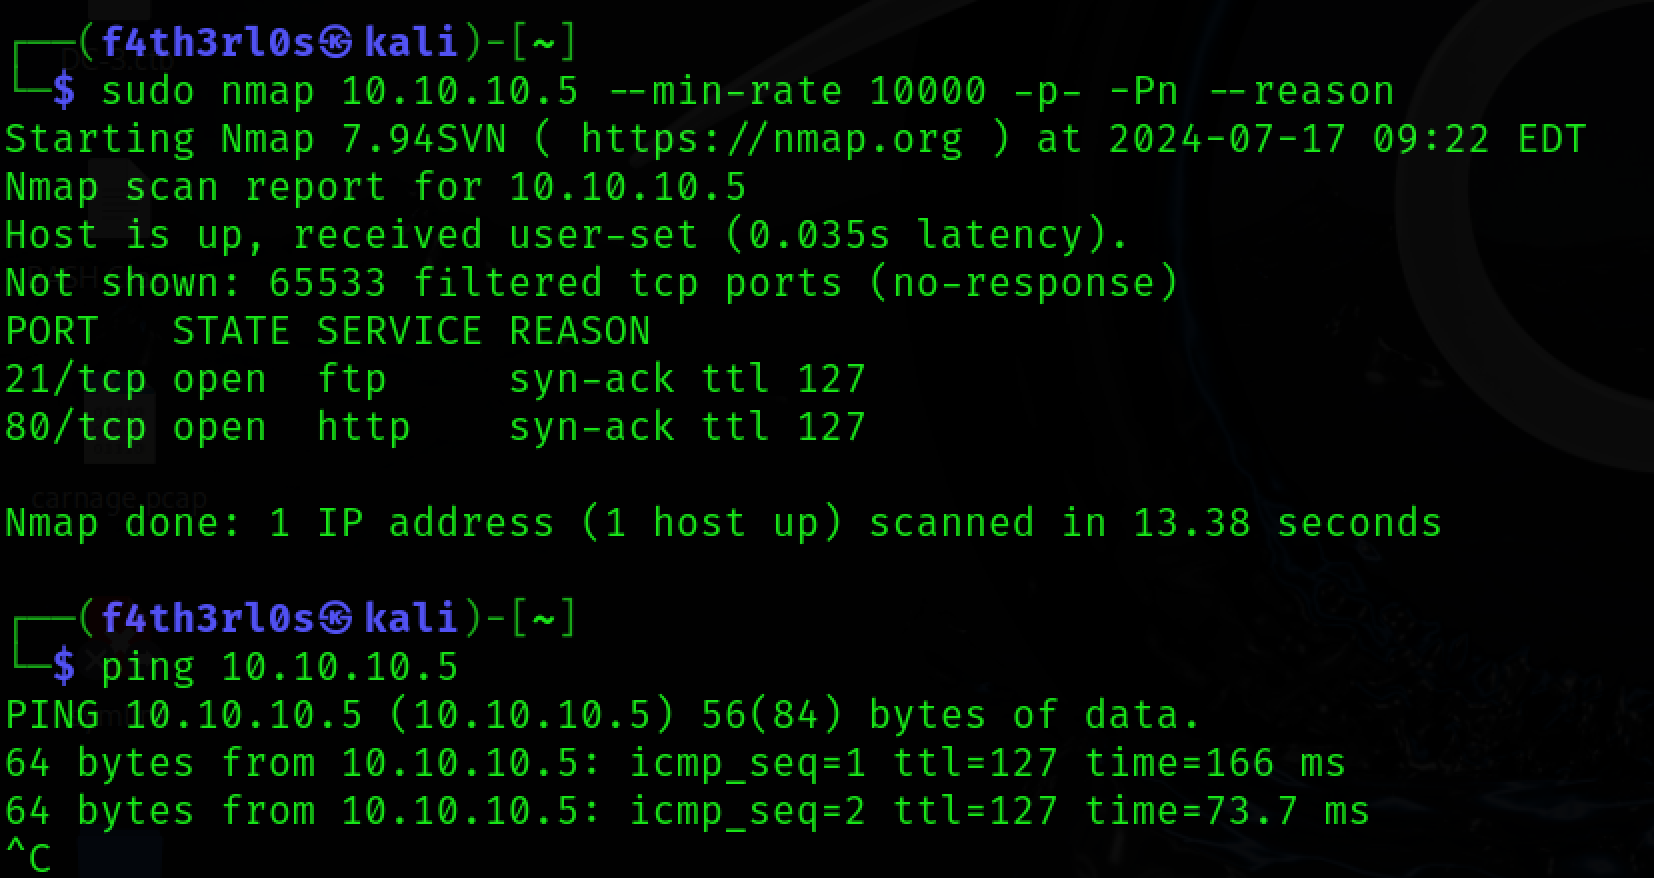 ┌──(f4th3rl0s㉿kali)-[~]
└─$ sudo nmap 10.10.10.5 --min-rate 10000 -p- -Pn --reason
Starting Nmap 7.94SVN ( https://nmap.org ) at 2024-07-17 09:22 EDT
Nmap scan report for 10.10.10.5
Host is up, received user-set (0.035s latency).
Not shown: 65533 filtered tcp ports (no-response)
PORT   STATE SERVICE REASON
21/tcp open  ftp     syn-ack ttl 127
80/tcp open  http    syn-ack ttl 127
carnage.pcap
Nmap done: 1 IP address (1 host up) scanned in 13.38 seconds
┌──(f4th3rl0s㉿kali)-[~]
└─$ ping 10.10.10.5
PING 10.10.10.5 (10.10.10.5) 56(84) bytes of data.
64 bytes from 10.10.10.5: icmp_seq=1 ttl=127 time=166 ms
64 bytes from 10.10.10.5: icmp_seq=2 ttl=127 time=73.7 ms
^C